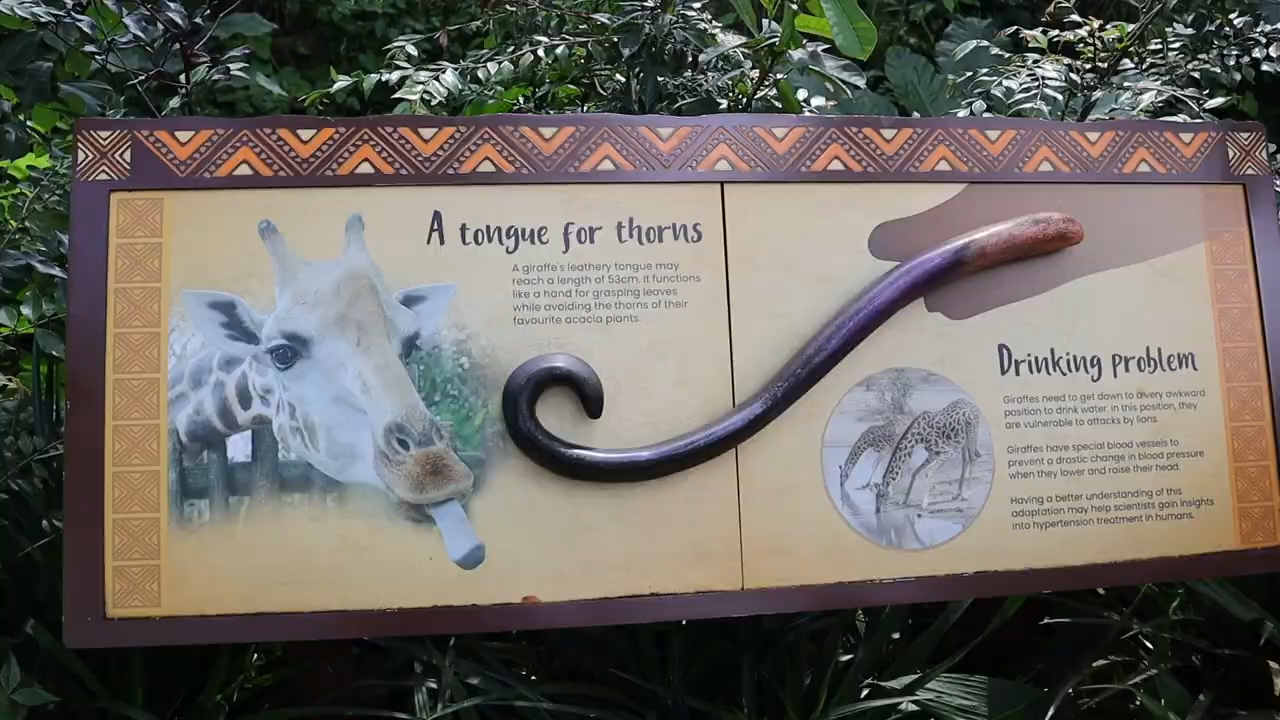 A tongue for thorns
A giraffe's leathery tongue may
reach a length of 53cm. It functions
like a hand for grasping leaves
while avoiding the thorns of their
favourite acacia plants.
Drinking problem
Giraffes need to get down to a very awkward
position to drink water. In this position, they
are vulnerable to attacks by lions.
Giraffes have special blood vessels to
prevent a drastic change in blood pressure
when they lower and raise their head.
Having a better understanding of this
adaptation may help scientists gain insights
into hypertension treatment in humans.